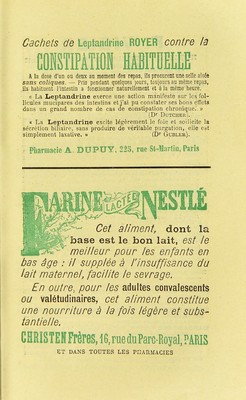 Cachets de Leptandrine ROYER contre la
CONSTIPATION HABITUELLE
A la dose d'un ou deux au moment des repas, ils procurent une selle aisée
sans coliques. — Pris pendant quelques jours, toujours au même repas,
ils habituent l'intestin à fonctionner naturellement et à la même heure.
« La Leptandrine exerce une action manifeste sur les fol-
licules mucipares des intestins et j'ai pu constater ses bons effets
dans un grand nombre de cas de constipation chronique. »
(Dr DUTCHER).
« La Leptandrine excite légèrement le foie et sollicite la
sécrétion biliaire, sans produire de véritable purgation, elle est
simplement laxative. » (Dr GUBLER).
Pharmacie A. DUPUY, 225, rue St-Martin, Paris
FARINE LACTÉE NESTLÉ
Cet aliment, dont la
base est le bon lait, est le
meilleur pour les enfants en
bas âge : il supplée à l'insuffisance du
lait maternel, facilite le sevrage.
En outre, pour les adultes convalescents
ou valétudinaires, cet aliment constitue
une nourriture à la fois légère et subs-
tantielle.
CHRISTEN Frères, 16, rue du Parc-Royal, PARIS
ET DANS TOUTES LES PHARMACIES